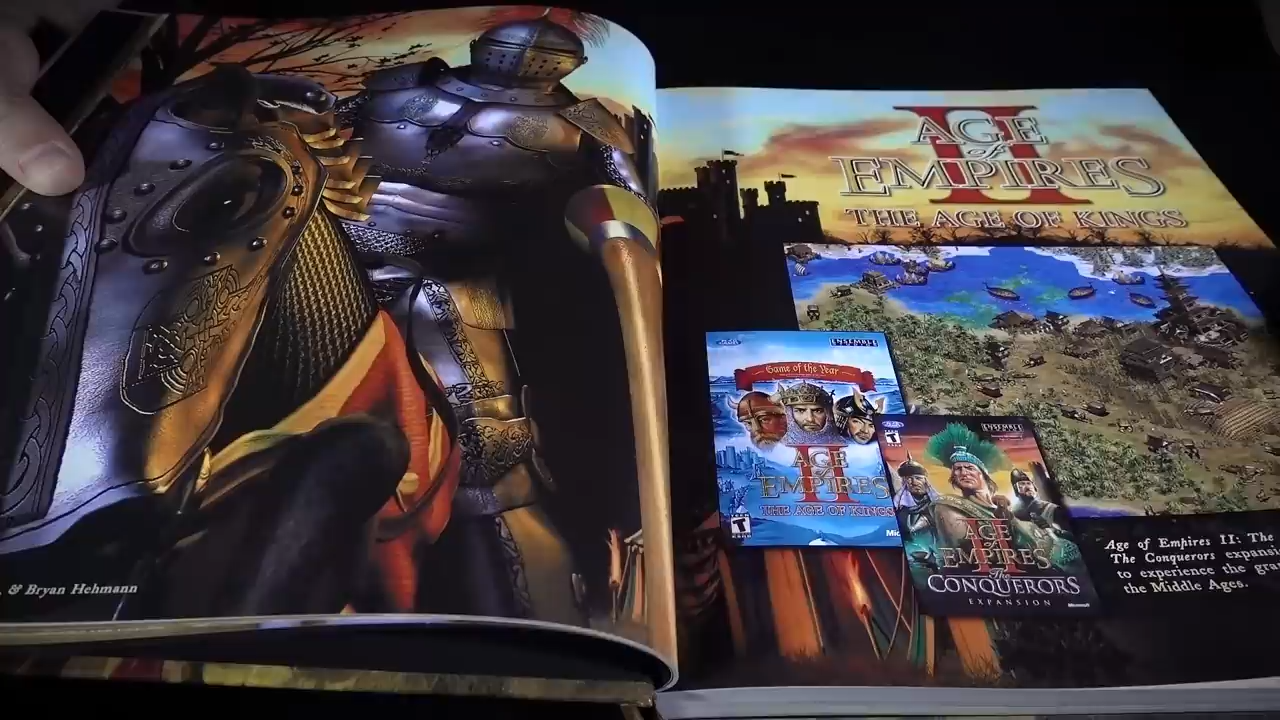 & Bryan Hehmann
II
AGE
of
EMPIRES
THE AGE OF KINGS
ENSEMBLE
Game of the Year
AGE
of
EMPIRES
II
THE AGE OF KINGS
T
ENSEMBLE
T
AGE
of
EMPIRES
II
The
CONQUERORS
EXPANSION
Microsoft
Age of Empires II: The
The Conquerors expansi
to experience the gra
the Middle Ages.